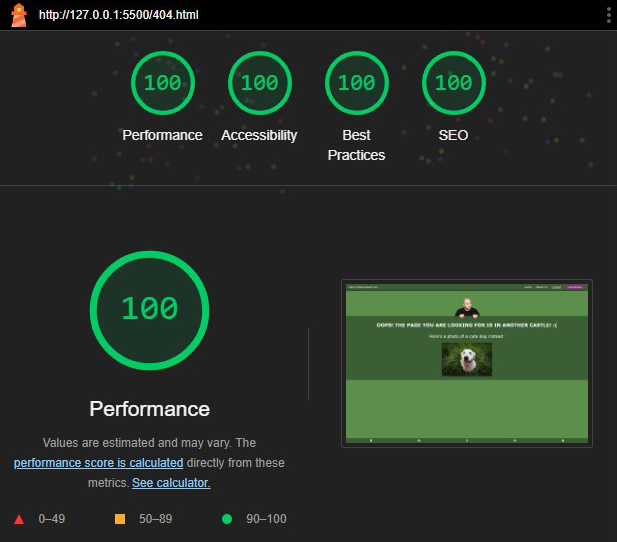 http://127.0.0.1:5500/404.html
100 100 100 100
Performance Accessibility Best Practices SEO
100
Performance
Values are estimated and may vary. The
performance score is calculated directly from these
metrics. See calculator.
0–49 50–89 90–100
OOPS! THE PAGE YOU ARE LOOKING FOR IS IN ANOTHER CASTLE! :(
Here's a photo of a cute dog instead: